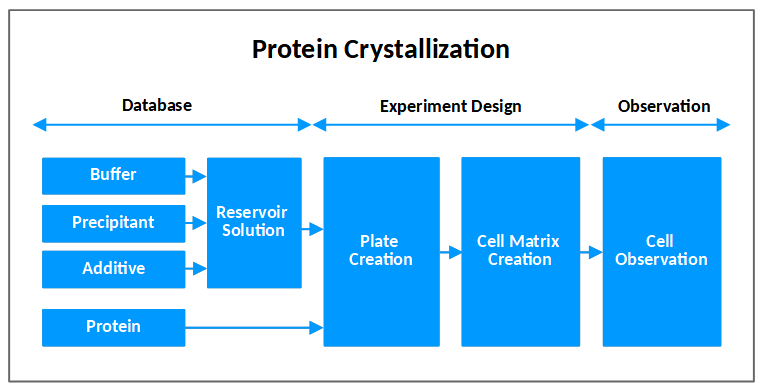 Protein Crystallization
Database
Experiment Design
Observation
Buffer
Precipitant
Additive
Protein
Reservoir
Solution
Plate
Creation
Cell Matrix
Creation
Cell
Observation